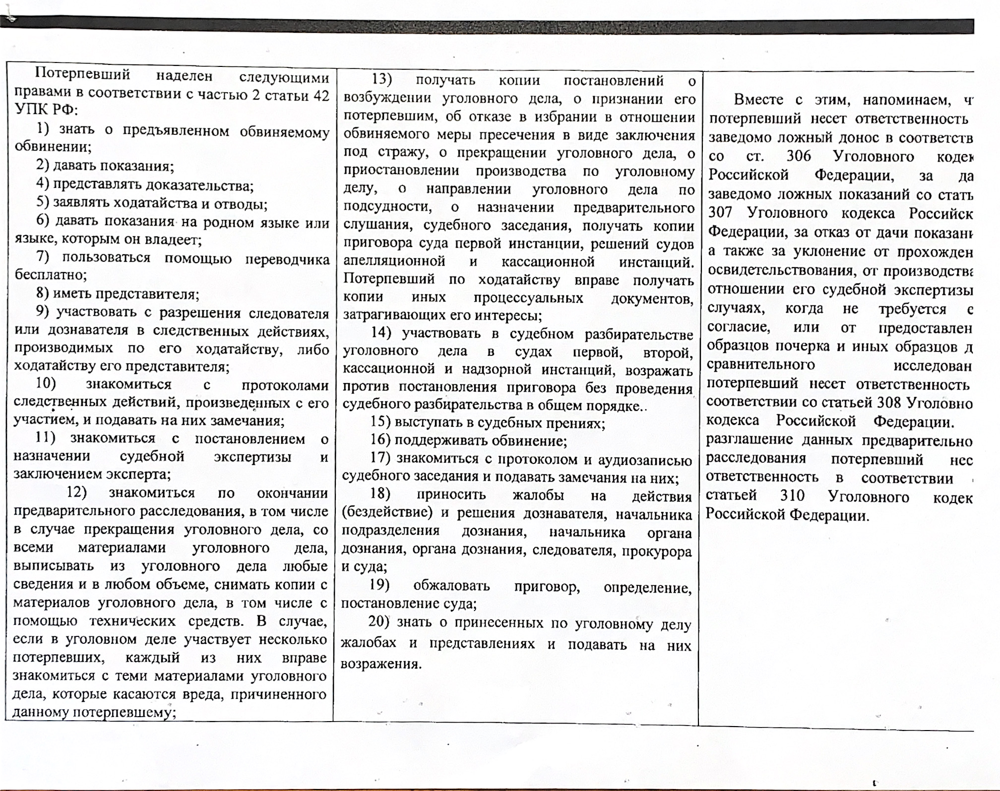 Потерпевший наделен следующими
правами в соответствии с частью 2 статьи 42
УПК РФ:
1) знать о предъявленном обвиняемому
обвинении;
2) давать показания;
4) представлять доказательства;
5) заявлять ходатайства и отводы;
6) давать показания на родном языке или
языке, которым он владеет;
7) пользоваться помощью переводчика
бесплатно;
8) иметь представителя;
9) участвовать с разрешения следователя
или дознавателя в следственных действиях,
производимых по его ходатайству, либо
ходатайству его представителя;
10) знакомиться с протоколами
следственных действий, произведенных с его
участием, и подавать на них замечания;
11) знакомиться с постановлением о
назначении судебной экспертизы и
заключением эксперта;
12) знакомиться по окончании
предварительного расследования, в том числе
в случае прекращения уголовного дела, со
всеми материалами уголовного дела,
выписывать из уголовного дела любые
сведения и в любом объеме, снимать копии с
материалов уголовного дела, в том числе с
помощью технических средств. В случае,
если в уголовном деле участвует несколько
потерпевших, каждый из них вправе
знакомиться с теми материалами уголовного
дела, которые касаются вреда, причиненного
данному потерпевшему;
13) получать копии постановлений о
возбуждении уголовного дела, о признании его
потерпевшим, об отказе в избрании в отношении
обвиняемого меры пресечения в виде заключения
под стражу, о прекращении уголовного дела, о
приостановлении производства по уголовному
делу, о направлении уголовного дела по
подсудности, о назначении предварительного
слушания, судебного заседания, получать копии
приговора суда первой инстанции, решений судов
апелляционной и кассационной инстанций.
Потерпевший по ходатайству вправе получать
копии иных процессуальных документов,
затрагивающих его интересы;
14) участвовать в судебном разбирательстве
уголовного дела в судах первой, второй,
кассационной и надзорной инстанций, возражать
против постановления приговора без проведения
судебного разбирательства в общем порядке..
15) выступать в судебных прениях;
16) поддерживать обвинение;
17) знакомиться с протоколом и аудиозаписью
судебного заседания и подавать замечания на них;
18) приносить жалобы на действия
(бездействие) и решения дознавателя, начальника
подразделения дознания, начальника органа
дознания, органа дознания, следователя, прокурора
и суда;
19) обжаловать приговор, определение,
постановление суда;
20) знать о принесенных по уголовному делу
жалобах и представлениях и подавать на них
возражения.
Вместе с этим, напоминаем, ч
потерпевший несет ответственность
заведомо ложный донос в соответств
со ст. 306 Уголовного кодек
Российской Федерации, за да
заведомо ложных показаний со стать
307 Уголовного кодекса Российск
Федерации, за отказ от дачи показани
а также за уклонение от прохожден
освидетельствования, от производства
отношении его судебной экспертизы
случаях, когда не требуется е
согласие, или от предоставлен
образцов почерка и иных образцов д
сравнительного исследован
потерпевший несет ответственность
соответствии со статьей 308 Уголовно
кодекса Российской Федерации.
разглашение данных предварительно
расследования потерпевший нес
ответственность в соответствии
статьей 310 Уголовного кодек
Российской Федерации.